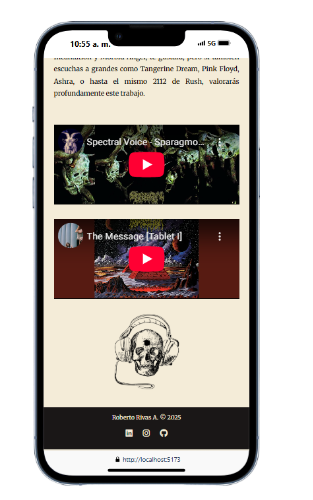 10:55 a. m.
5G
escuchas a grandes como Tangerine Dream, Pink Floyd,
Ashra, o hasta el mismo 2112 de Rush, valorarás
profundamente este trabajo.
Spectral Voice - Sparagmo...
The Message [Tablet I]
Roberto Rivas A. © 2025
http://localhost:5173